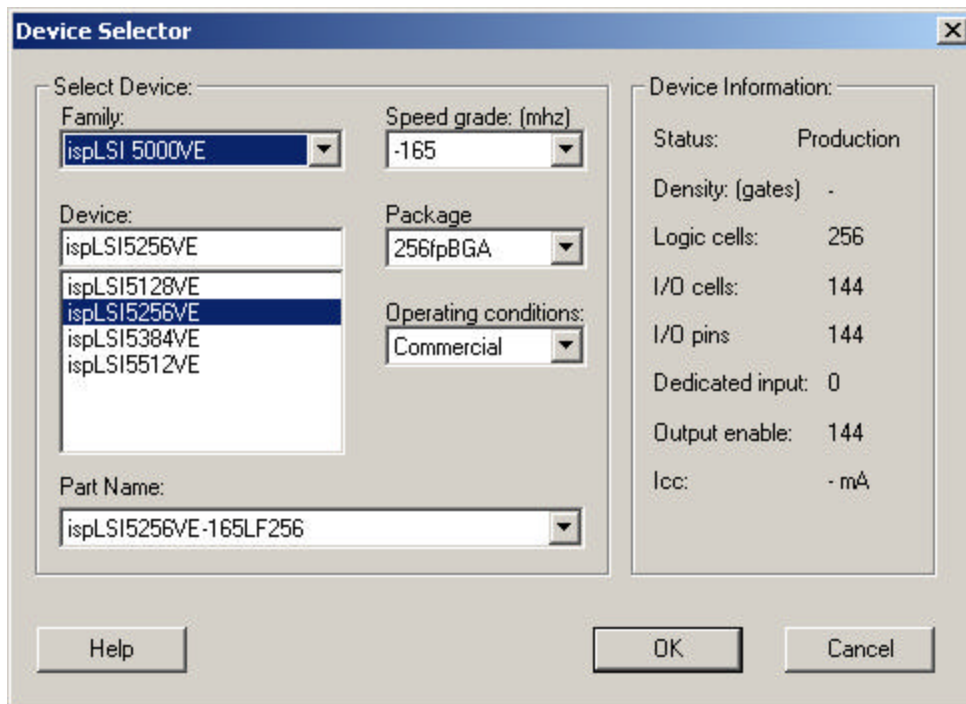 Device Selector
Select Device:
Family:
ispLSI 5000VE
Speed grade: (mhz)
-165
Device:
ispLSI5256VE
ispLSI5128VE
ispLSI5256VE
ispLSI5384VE
ispLSI5512VE
Package
256fpBGA
Operating conditions:
Commercial
Part Name:
ispLSI5256VE-165LF256
Device Information:
Status: Production
Density: (gates) -
Logic cells: 256
I/O cells: 144
I/O pins 144
Dedicated input: 0
Output enable: 144
Icc: - mA
Help
OK
Cancel